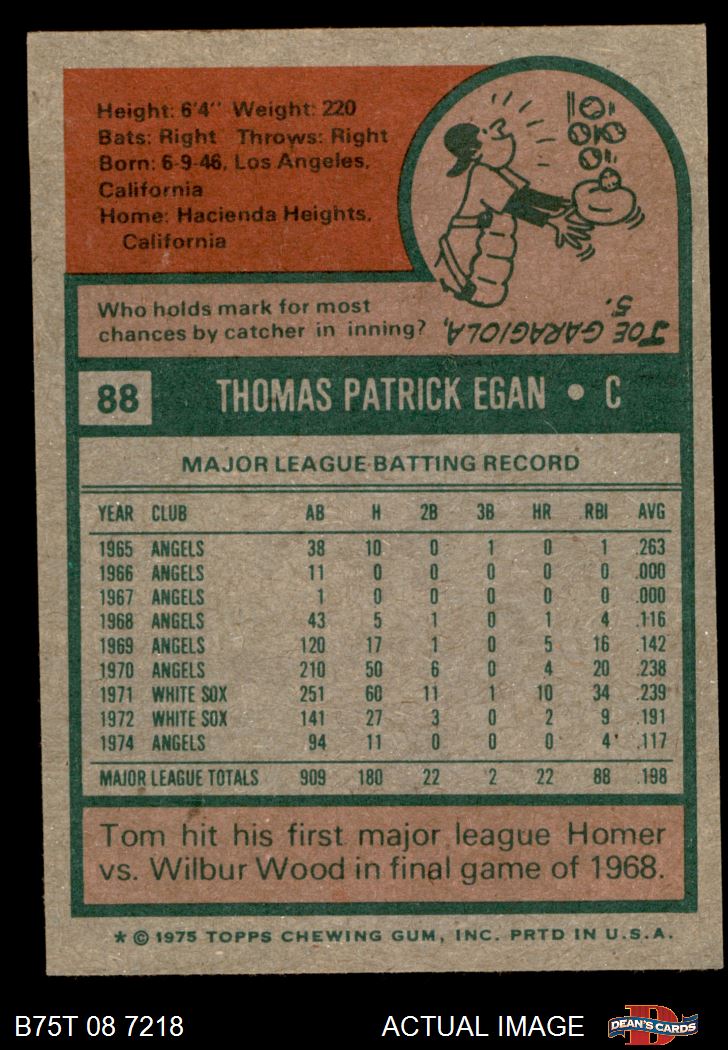 Height: 6'4" Weight: 220
Bats: Right Throws: Right
Born: 6-9-46, Los Angeles,
California
Home: Hacienda Heights,
California
Who holds mark for most
chances by catcher in inning?
JOE GARAGIOLA,
5.
88 THOMAS PATRICK EGAN • C
MAJOR LEAGUE BATTING RECORD
YEAR CLUB AB H 2B 3B HR RBI AVG
1965 ANGELS 38 10 0 1 0 1 .263
1966 ANGELS 11 0 0 0 0 0 .000
1967 ANGELS 1 0 0 0 0 0 .000
1968 ANGELS 43 5 1 0 1 4 .116
1969 ANGELS 120 17 1 0 5 16 .142
1970 ANGELS 210 50 6 0 4 20 .238
1971 WHITE SOX 251 60 11 1 10 34 .239
1972 WHITE SOX 141 27 3 0 2 9 .191
1974 ANGELS 94 11 0 0 0 4 .117
MAJOR LEAGUE TOTALS 909 180 22 2 22 88 .198
Tom hit his first major league Homer
vs. Wilbur Wood in final game of 1968.
* © 1975 TOPPS CHEWING GUM, INC. PRTD IN U.S.A.
B75T 08 7218 ACTUAL IMAGE D DEAN'S CARDS